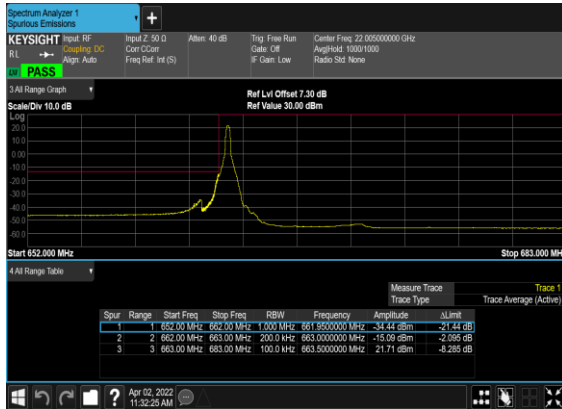 Spectrum Analyzer 1
Spurious Emissions
+
KEYSIGHT Input: RF Input Z: 50 Ω Atten: 40 dB Trig: Free Run Center Freq: 22.005000000 GHz
RL Coupling: DC Corr CCorr Gate: Off Avg|Hold: 1000/1000
Align: Auto Freq Ref: Int (S) IF Gain: Low Radio Std: None
PASS
3 All Range Graph
Ref Lvl Offset 7.30 dB
Scale/Div 10.0 dB Ref Value 30.00 dBm
Log
20.0
10.0
0.00
-10.0
-20.0
-30.0
-40.0
-50.0
-60.0
Start 652.000 MHz Stop 683.000 MH
4 All Range Table
Measure Trace Trace 1
Trace Type Trace Average (Active)
Spur Range Start Freq Stop Freq RBW Frequency Amplitude ΔLimit
1 1 652.00 MHz 662.00 MHz 1.000 MHz 661.9500000 MHz -34.44 dBm -21.44 dB
2 2 662.00 MHz 663.00 MHz 200.0 kHz 663.0000000 MHz -15.09 dBm -2.095 dB
3 3 663.00 MHz 683.00 MHz 100.0 kHz 663.5000000 MHz 21.71 dBm -8.285 dB
? Apr 02, 2022
11:32:25 AM